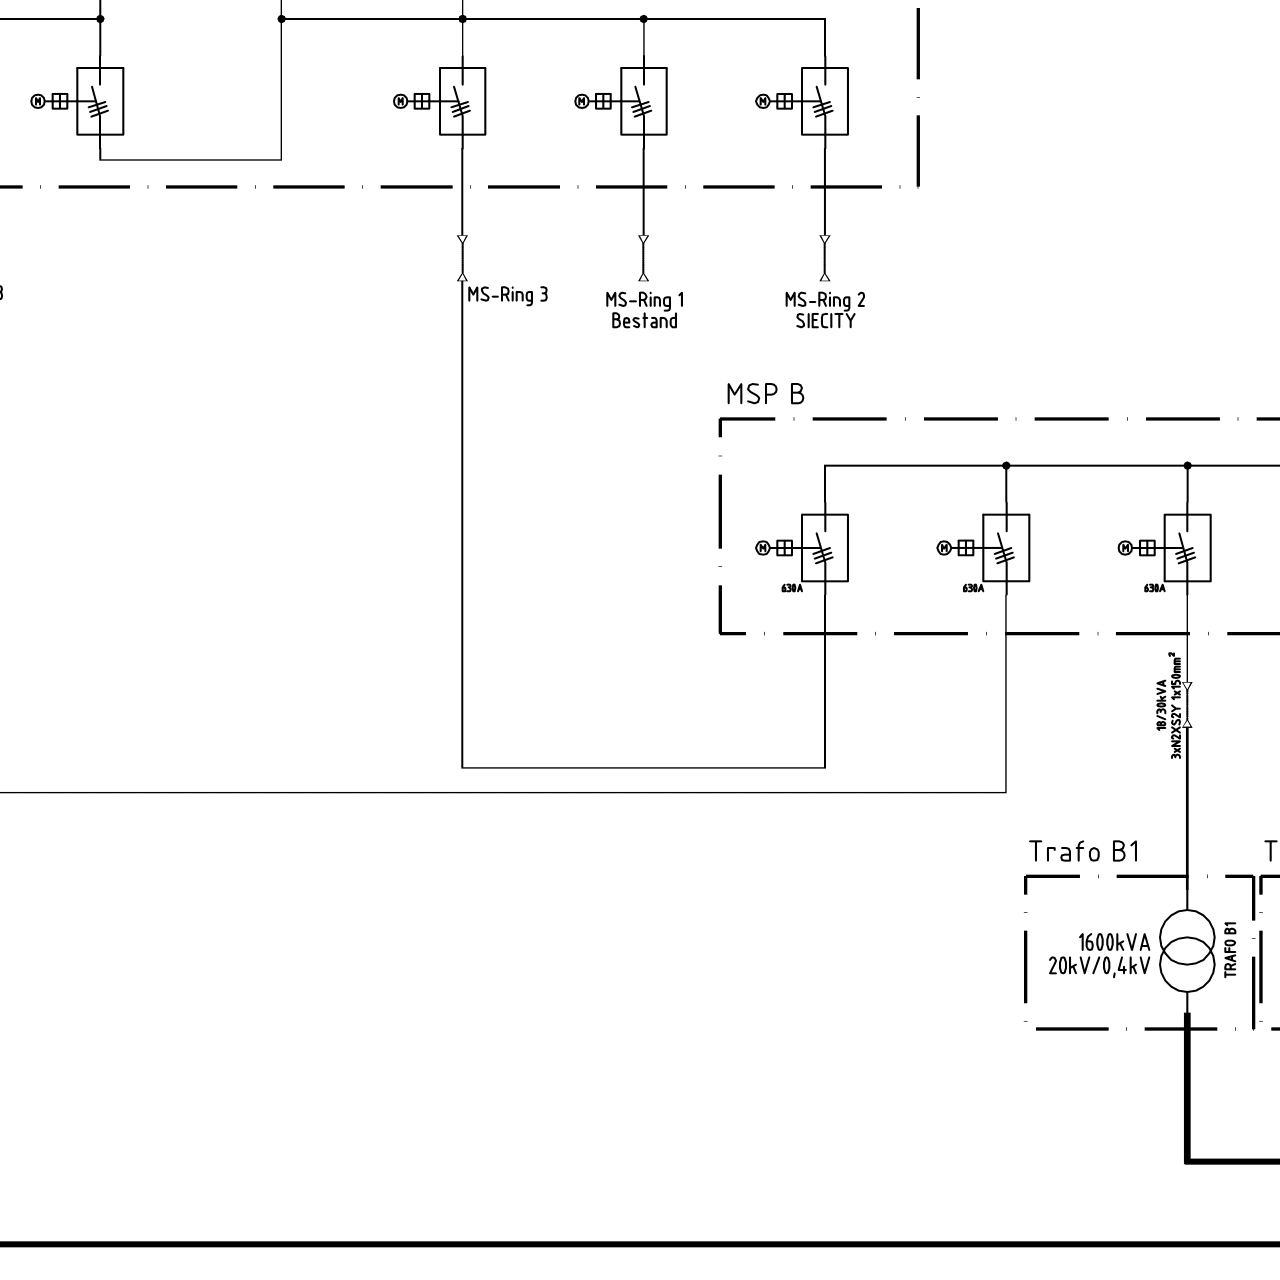 M
M
M
M
3
MS-Ring 3
MS-Ring 1
Bestand
MS-Ring 2
SIECITY
MSP B
M
M
M
630A
630A
630A
18/30kVA
3xN2XS2Y 1x150mm²
Trafo B1
T
1600kVA
20kV/0,4kV
TRAFO B1